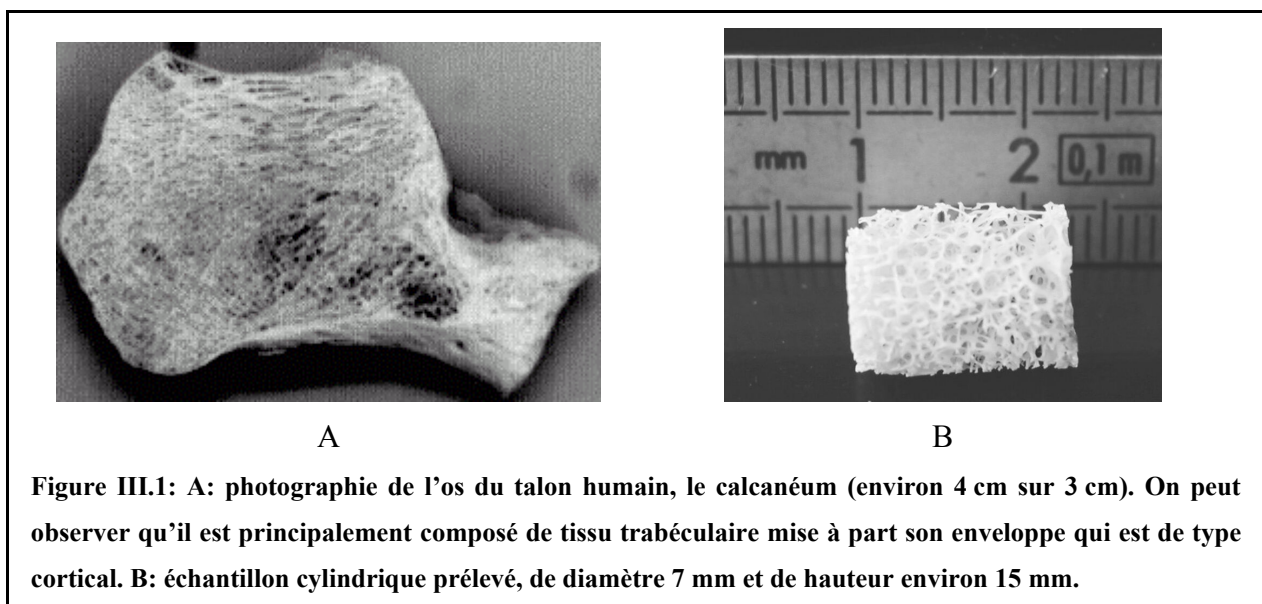 mm 1 2 0,1 m
A B
Figure III.1: A: photographie de l’os du talon humain, le calcanéum (environ 4 cm sur 3 cm). On peut
observer qu’il est principalement composé de tissu trabéculaire mise à part son enveloppe qui est de type
cortical. B: échantillon cylindrique prélevé, de diamètre 7 mm et de hauteur environ 15 mm.